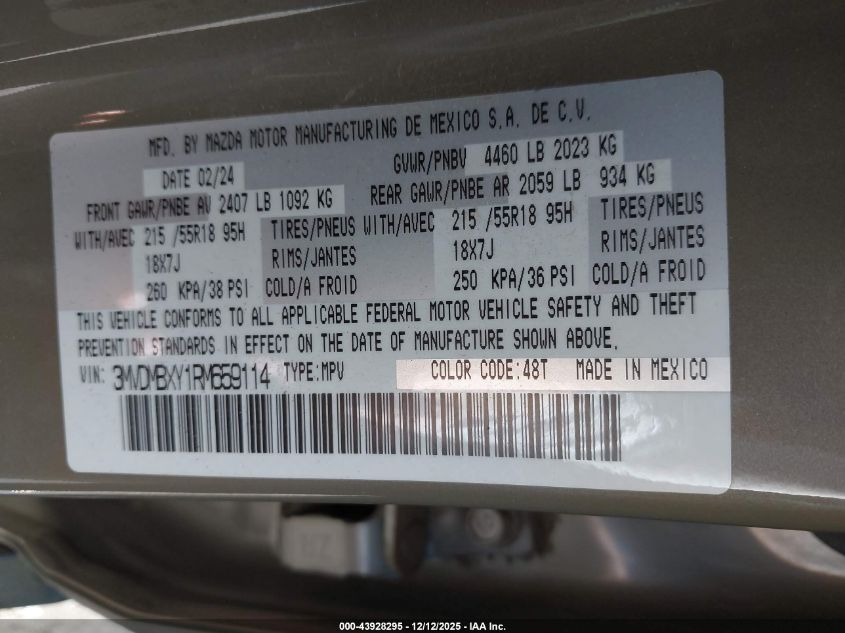 MFD. BY MAZDA MOTOR MANUFACTURING DE MEXICO S.A. DE C.V.
DATE 02/24 GVWR/PNBV 4460 LB 2023 KG
FRONT GAWR/PNBE AV 2407 LB 1092 KG REAR GAWR/PNBE AR 2059 LB 934 KG
WITH/AVEC 215 /55R18 95H TIRES/PNEUS WITH/AVEC 215 /55R18 95H TIRES/PNEUS
18X7J RIMS/JANTES 18X7J RIMS/JANTES
260 KPA/38 PSI COLD/A FROID 250 KPA/36 PSI COLD/A FROID
THIS VEHICLE CONFORMS TO ALL APPLICABLE FEDERAL MOTOR VEHICLE SAFETY AND THEFT
PREVENTION STANDARDS IN EFFECT ON THE DATE OF MANUFACTURE SHOWN ABOVE.
VIN: 3MVDMBXY1RM659114 TYPE:MPV COLOR CODE:48T MADE IN MEXICO
000-43928295 - 12/12/2025 - IAA Inc.